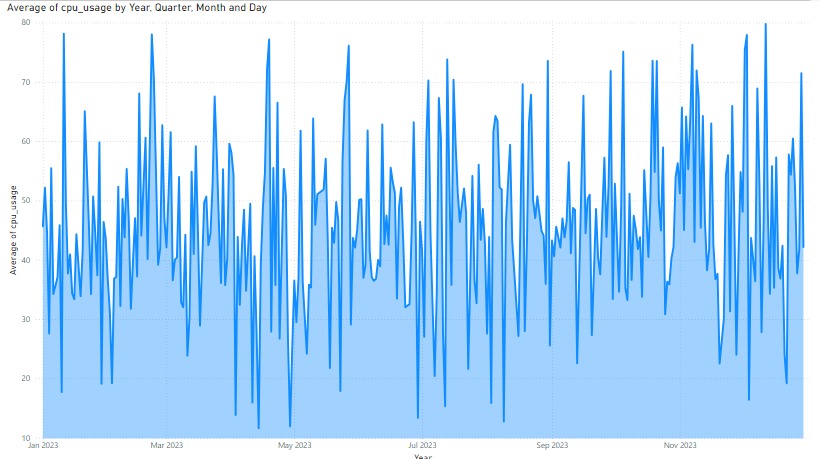 Average of cpu_usage by Year, Quarter, Month and Day
80
70
60
50
40
30
20
10
Average of cpu_usage
Jan 2023 Mar 2023 May 2023 Jul 2023 Sep 2023 Nov 2023
Year